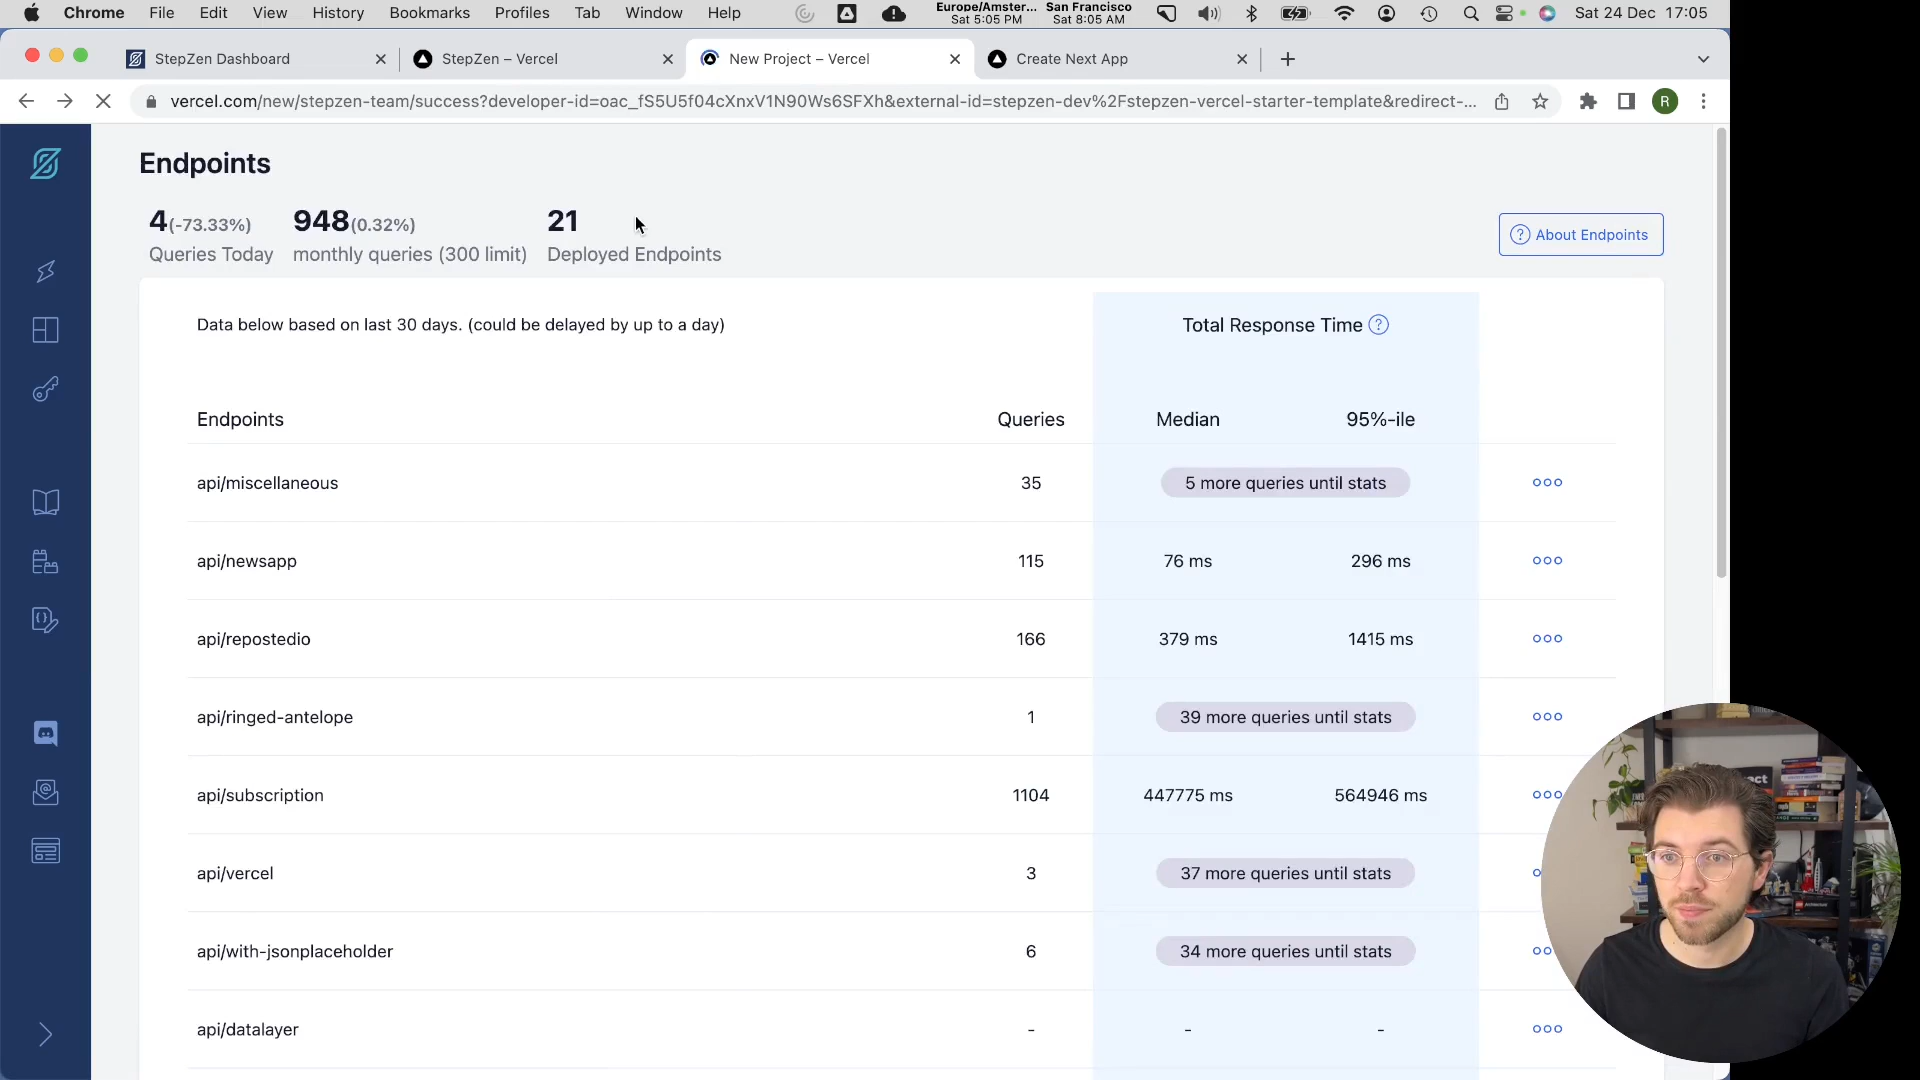 Chrome File Edit View History Bookmarks Profiles Tab Window Help
Europe/Amster... San Francisco
Sat 5:05 PM Sat 8:05 AM
Sat 24 Dec 17:05
StepZen Dashboard
StepZen – Vercel
New Project – Vercel
Create Next App
vercel.com/new/stepzen-team/success?developer-id=oac_fS5U5f04cXnxV1N90Ws6SFXh&external-id=stepzen-dev%2Fstepzen-vercel-starter-template&redirect-...
R
Endpoints
4(-73.33%) 948(0.32%) 21
Queries Today monthly queries (300 limit) Deployed Endpoints
About Endpoints
Data below based on last 30 days. (could be delayed by up to a day)
Total Response Time
Endpoints Queries Median 95%-ile
api/miscellaneous 35 5 more queries until stats
api/newsapp 115 76 ms 296 ms
api/repostedio 166 379 ms 1415 ms
api/ringed-antelope 1 39 more queries until stats
api/subscription 1104 447775 ms 564946 ms
api/vercel 3 37 more queries until stats
api/with-jsonplaceholder 6 34 more queries until stats
api/datalayer - - -